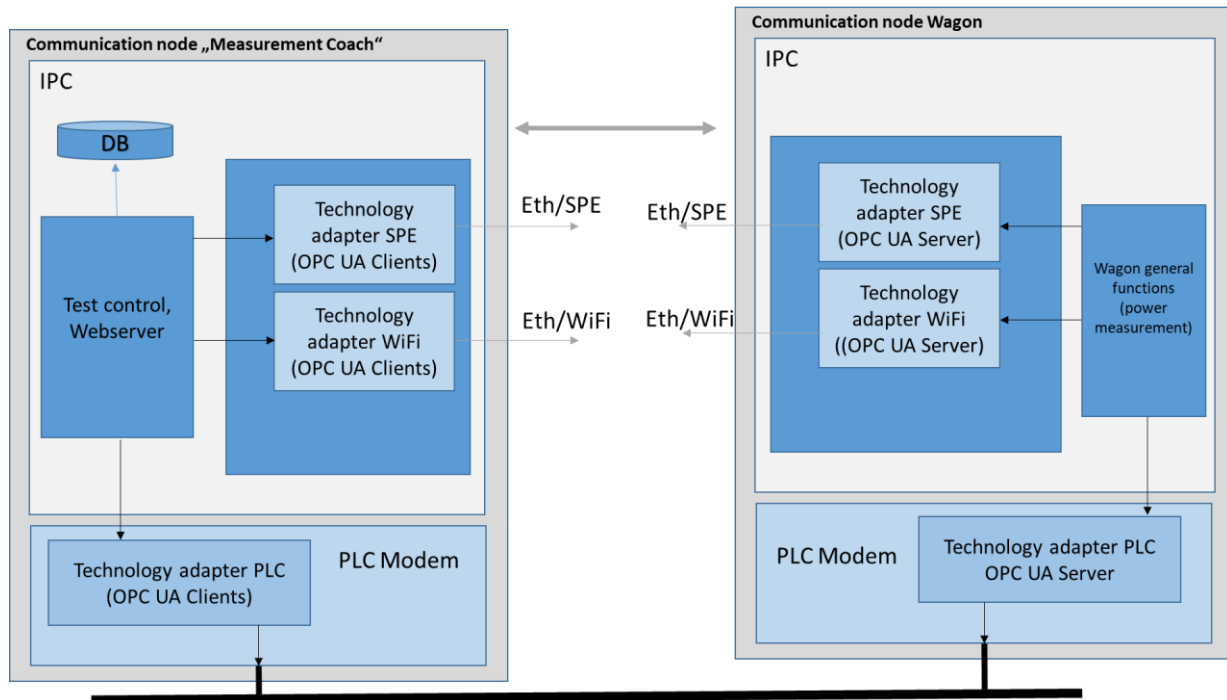 Communication node „Measurement Coach“
IPC
DB
Test control,
Webserver
Technology
adapter SPE
(OPC UA Clients)
Technology
adapter WiFi
(OPC UA Clients)
Eth/SPE
Eth/WiFi
PLC Modem
Technology adapter PLC
(OPC UA Clients)
Communication node Wagon
IPC
Eth/SPE
Eth/WiFi
Technology
adapter SPE
(OPC UA Server)
Technology
adapter WiFi
((OPC UA Server)
Wagon general
functions
(power
measurement)
PLC Modem
Technology adapter PLC
OPC UA Server